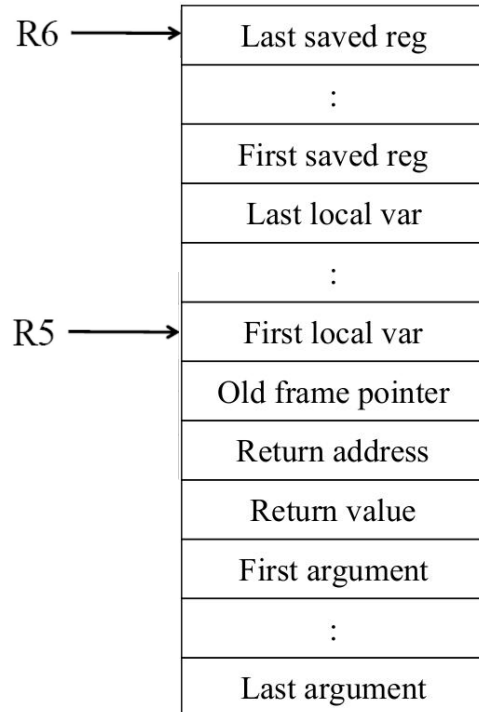 R6
Last saved reg
:
First saved reg
Last local var
:
R5
First local var
Old frame pointer
Return address
Return value
First argument
:
Last argument